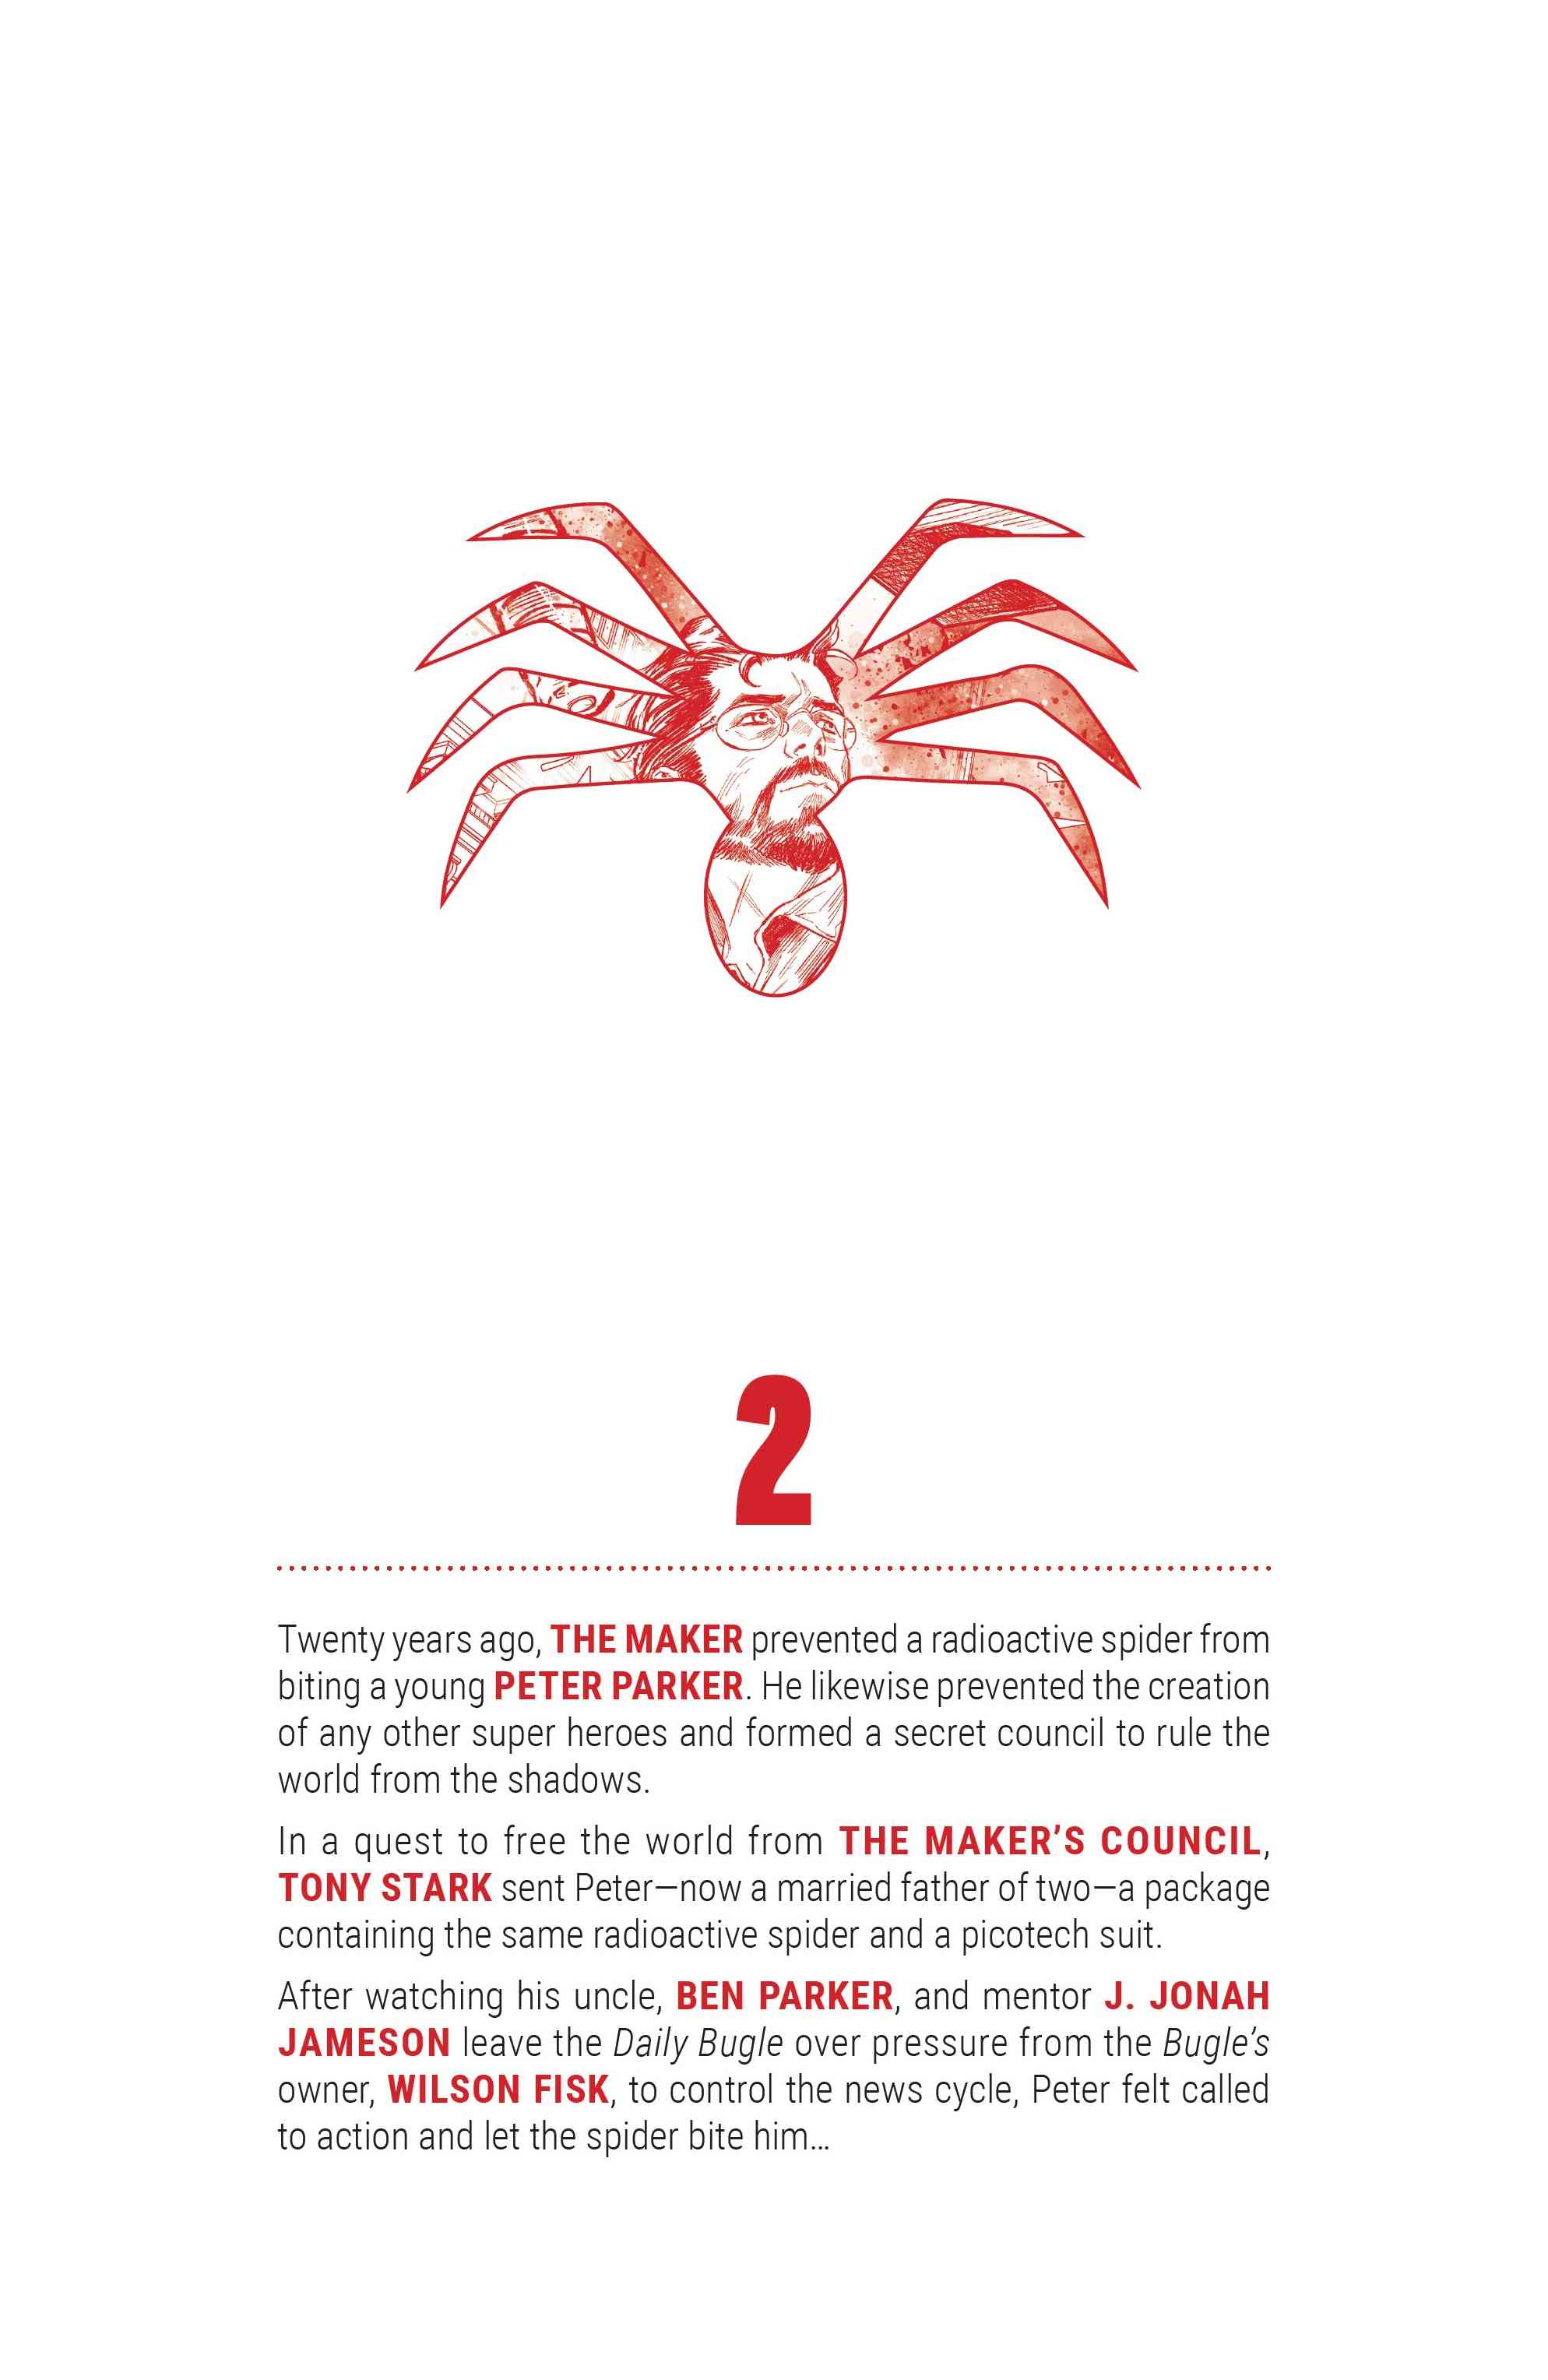 2
Twenty years ago, THE MAKER prevented a radioactive spider from
biting a young PETER PARKER. He likewise prevented the creation
of any other super heroes and formed a secret council to rule the
world from the shadows.
In a quest to free the world from THE MAKER’S COUNCIL,
TONY STARK sent Peter—now a married father of two—a package
containing the same radioactive spider and a picotech suit.
After watching his uncle, BEN PARKER, and mentor J. JONAH
JAMESON leave the Daily Bugle over pressure from the Bugle’s
owner, WILSON FISK, to control the news cycle, Peter felt called
to action and let the spider bite him…